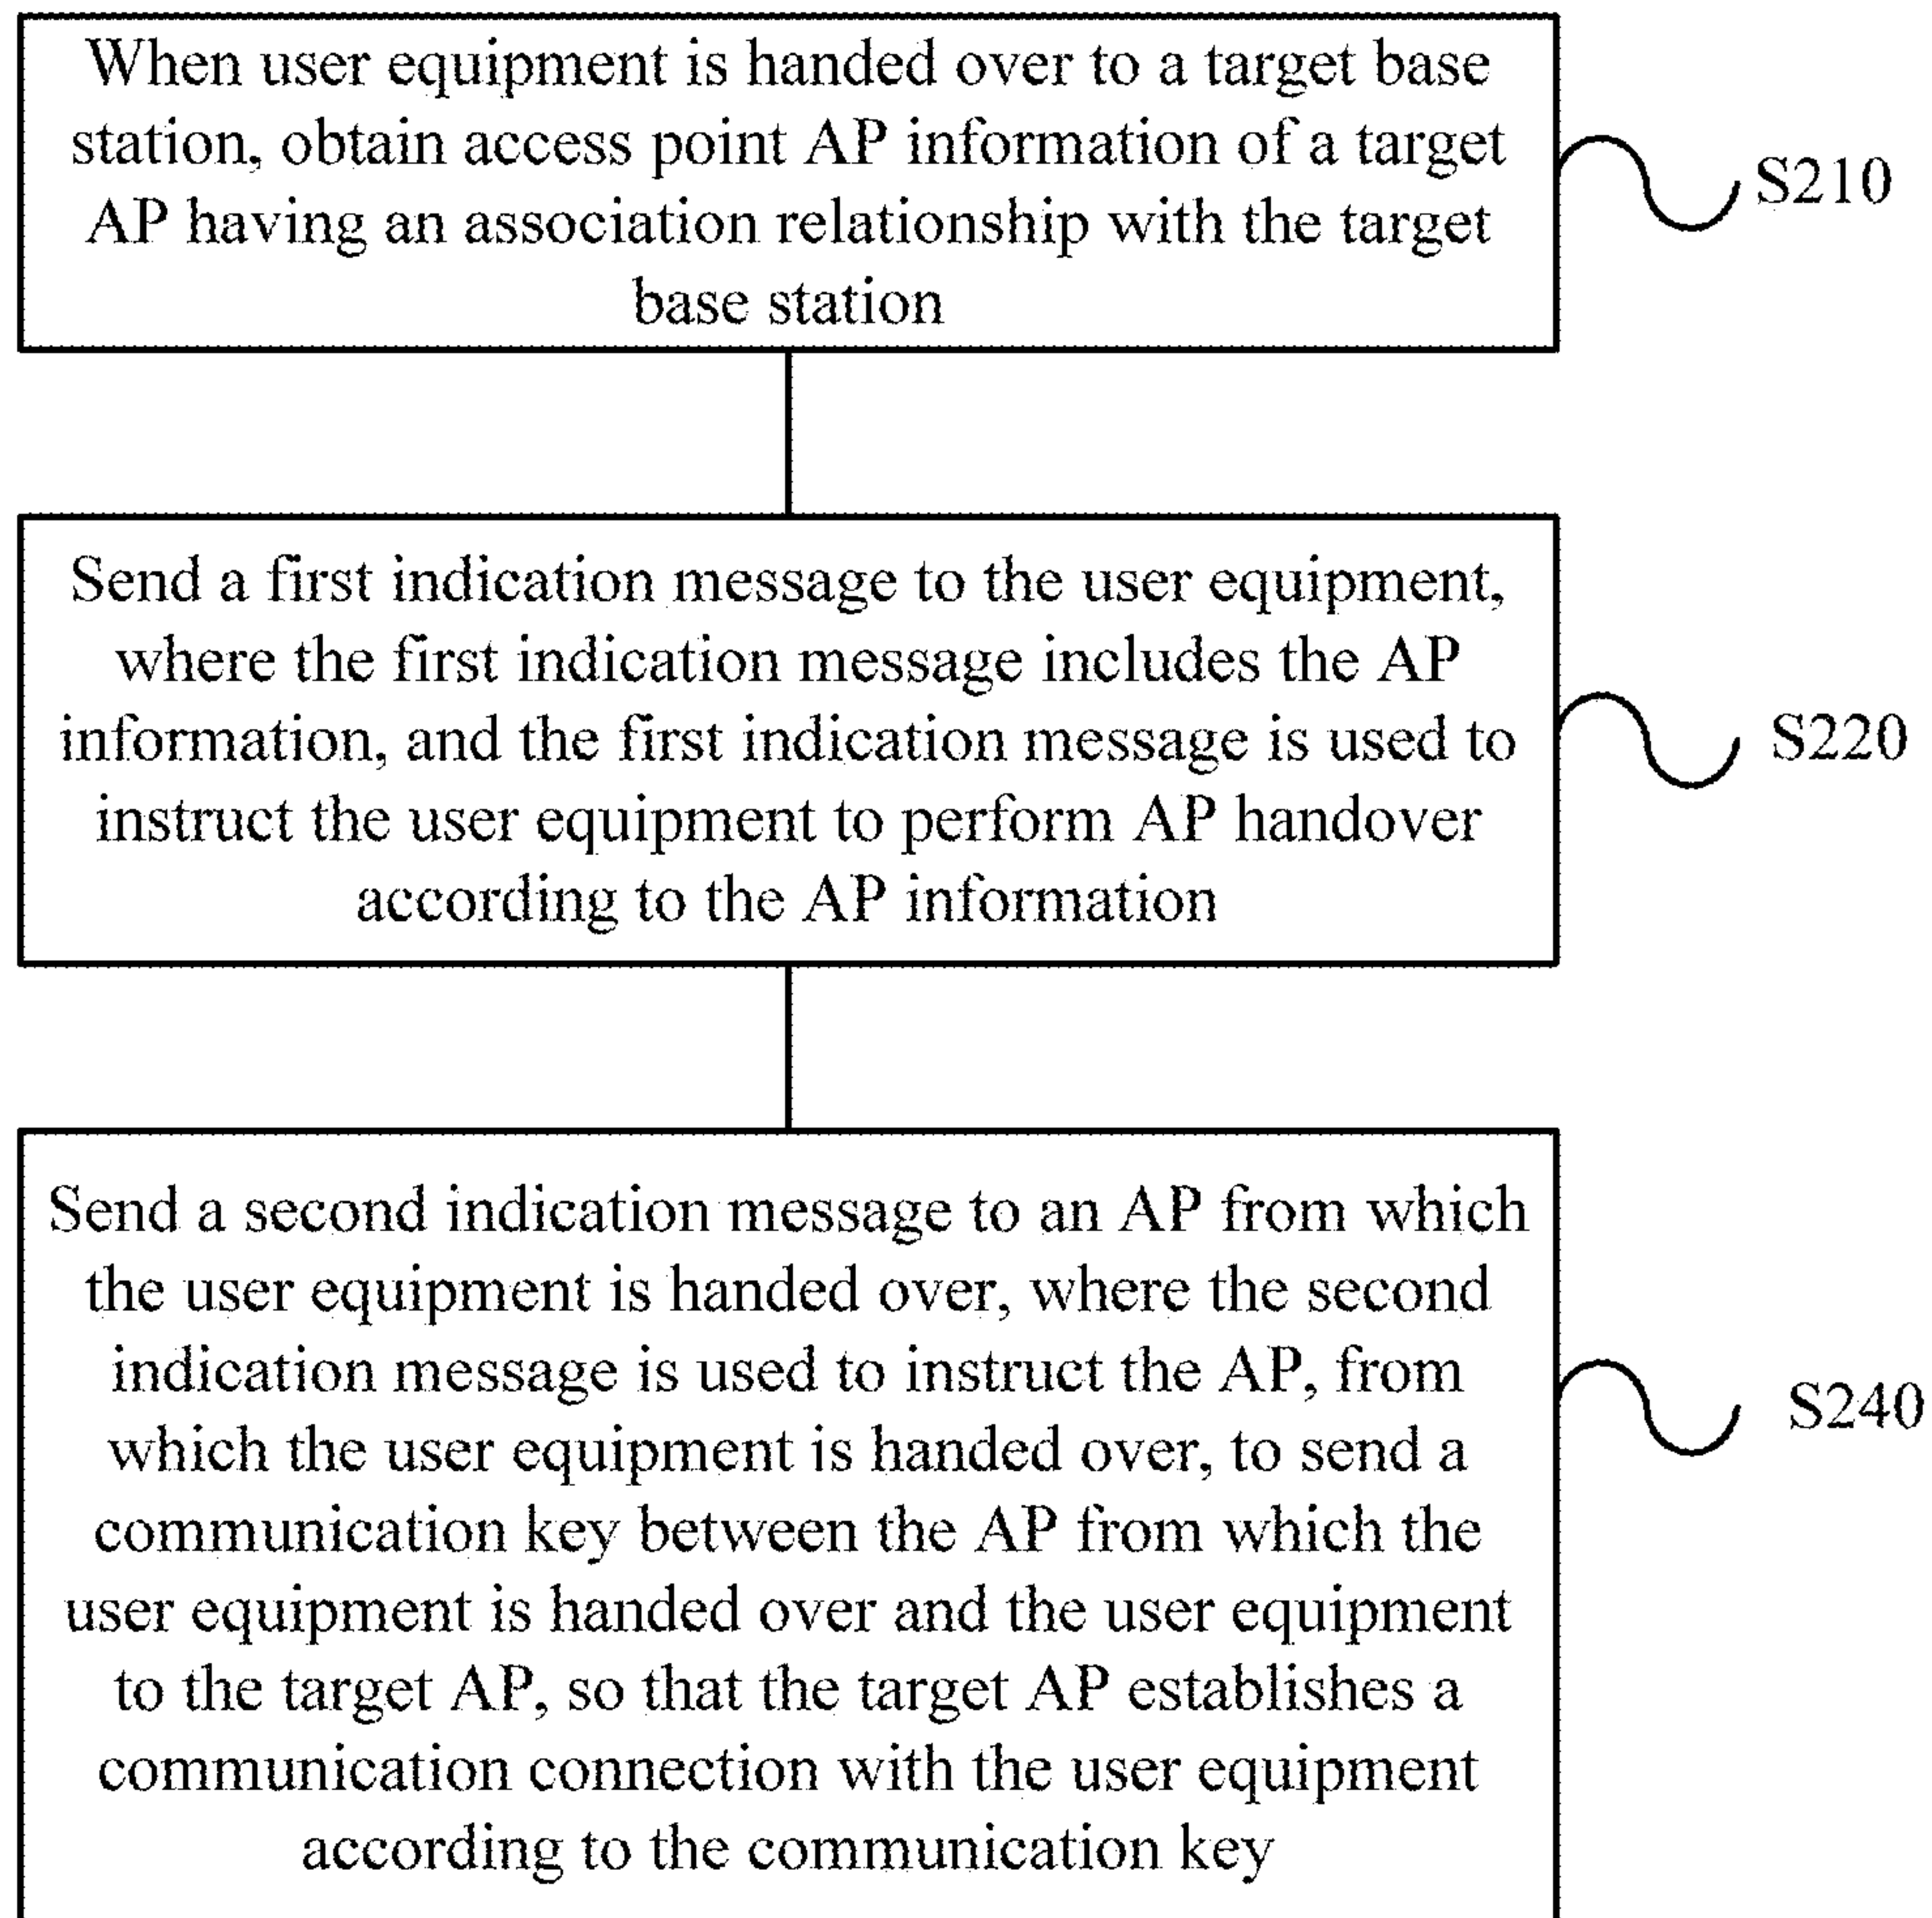 When user equipment is handed over to a target base
station, obtain access point AP information of a target
AP having an association relationship with the target
base station
S210
Send a first indication message to the user equipment,
where the first indication message includes the AP
information, and the first indication message is used to
instruct the user equipment to perform AP handover
according to the AP information
S220
Send a second indication message to an AP from which
the user equipment is handed over, where the second
indication message is used to instruct the AP, from
which the user equipment is handed over, to send a
communication key between the AP from which the
user equipment is handed over and the user equipment
to the target AP, so that the target AP establishes a
communication connection with the user equipment
according to the communication key
S240